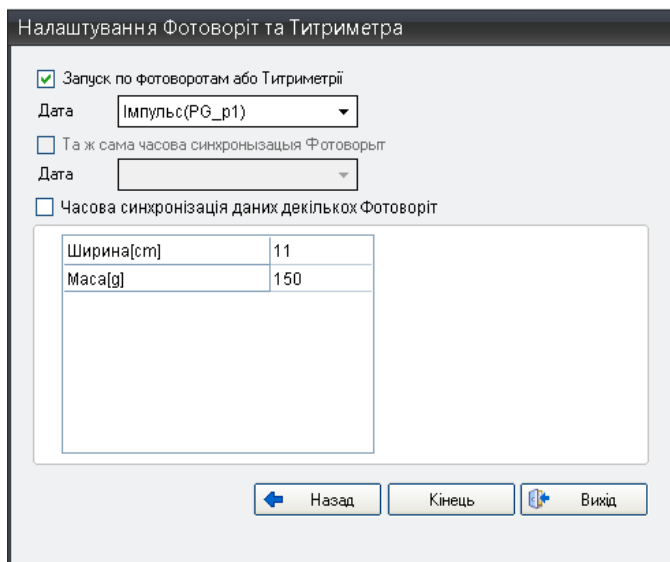 Налаштування Фотоворіт та Титриметра
Запуск по фотоворотам або Титриметрії
Дата Імпульс(PG_p1)
Та ж сама часова синхронызацыя Фотоворыт
Дата
Часова синхронізація даних декількох Фотоворіт
Ширина[cm] 11
Маса[g] 150
Назад Кінець Вихід